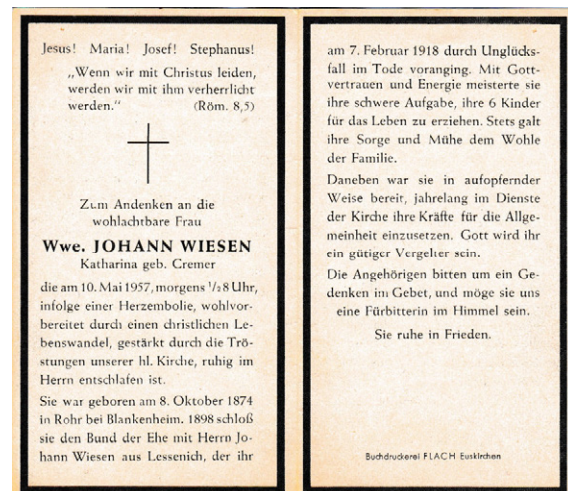 Jesus! Maria! Josef! Stephanus!
„Wenn wir mit Christus leiden,
werden wir mit ihm verherrlicht
werden.“ (Röm. 8,5)
Zum Andenken an die
wohlachtbare Frau
Wwe. JOHANN WIESEN
Katharina geb. Cremer
die am 10. Mai 1957, morgens 1/2 8 Uhr,
infolge einer Herzembolie, wohlvor-
bereitet durch einen christlichen Le-
benswandel, gestärkt durch die Trö-
stungen unserer hl. Kirche, ruhig im
Herrn entschlafen ist.
Sie war geboren am 8. Oktober 1874
in Rohr bei Blankenheim. 1898 schloß
sie den Bund der Ehe mit Herrn Jo-
hann Wiesen aus Lessenich, der ihr
am 7. Februar 1918 durch Unglücks-
fall im Tode voranging. Mit Gott-
vertrauen und Energie meisterte sie
ihre schwere Aufgabe, ihre 6 Kinder
für das Leben zu erziehen. Stets galt
ihre Sorge und Mühe dem Wohle
der Familie.
Daneben war sie in aufopfernder
Weise bereit, jahrelang im Dienste
der Kirche ihre Kräfte für die Allge-
meinheit einzusetzen. Gott wird ihr
ein gütiger Vergelter sein.
Die Angehörigen bitten um ein Ge-
denken im Gebet, und möge sie uns
eine Fürbitterin im Himmel sein.
Sie ruhe in Frieden.
Buchdruckerei FLACH Euskirchen